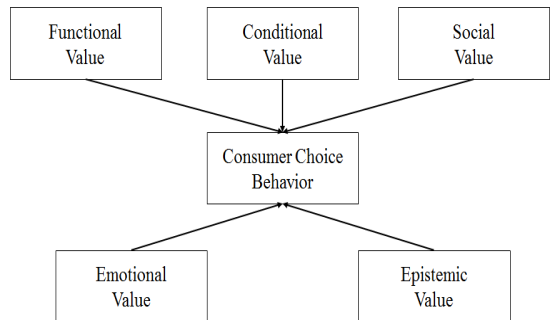 Functional
Value
Conditional
Value
Social
Value
Consumer Choice
Behavior
Emotional
Value
Epistemic
Value